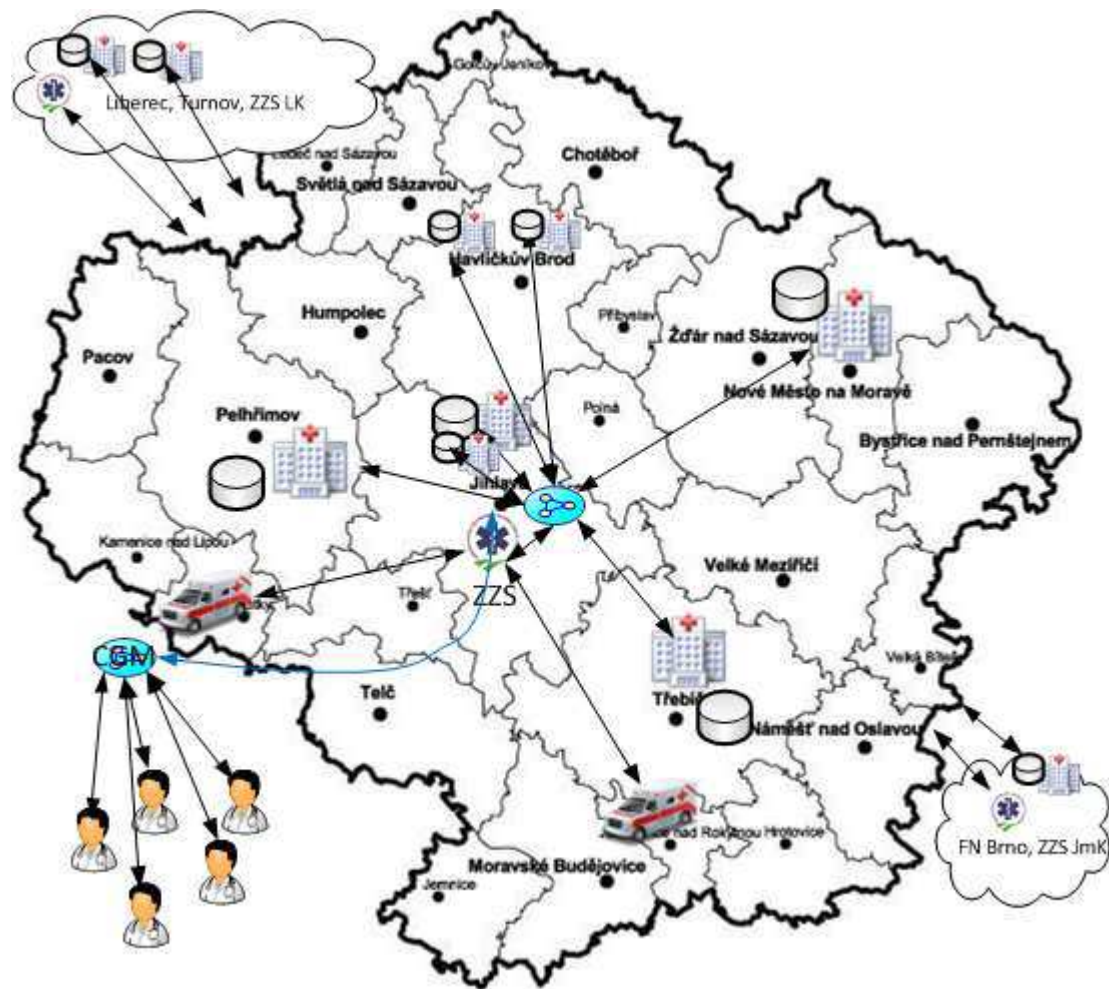 Golčův Jeníkov
Liberec, Turnov, ZZS LK
Ledeč nad Sázavou
Chotěboř
Světlá nad Sázavou
Havlíčkův Brod
Humpolec
Přibyslav
Žďár nad Sázavou
Pacov
Nové Město na Moravě
Pelhřimov
Polná
Bystřice nad Pernštejnem
Jihlava
Kamenice nad Lipou
Velké Meziříčí
Třešť
ZZS
CGM
Velká Bíteš
Telč
Třebíč
Náměšť nad Oslavou
nad Rokytnou
Hrotovice
FN Brno, ZZS JmK
Moravské Budějovice
Jemnice